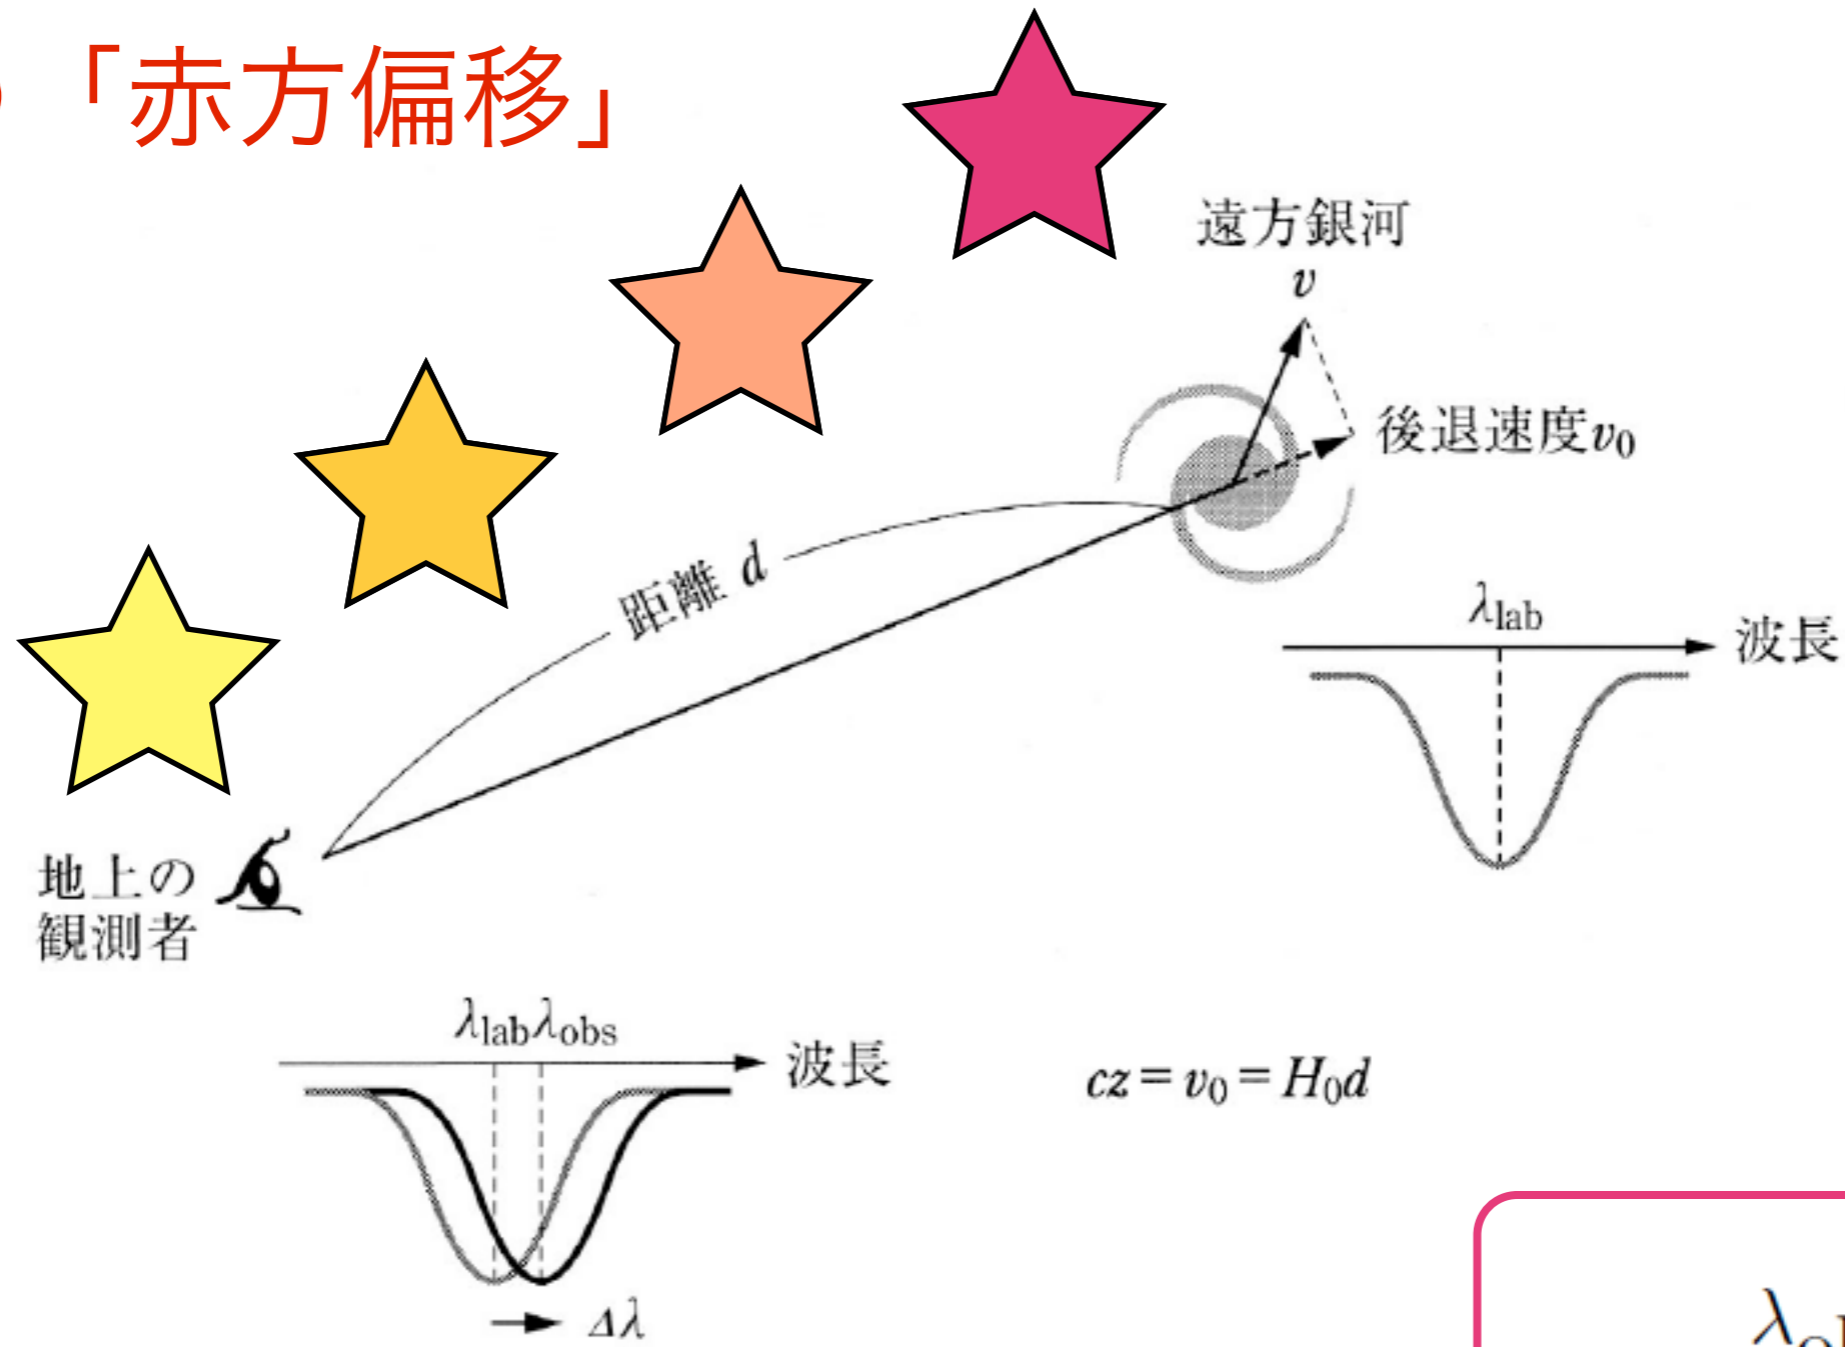 「赤方偏移」
遠方銀河
v
後退速度v₀
距離 d
λlab
波長
地上の
観測者
λlabλobs
波長
cz = v₀ = H₀d
Δλ